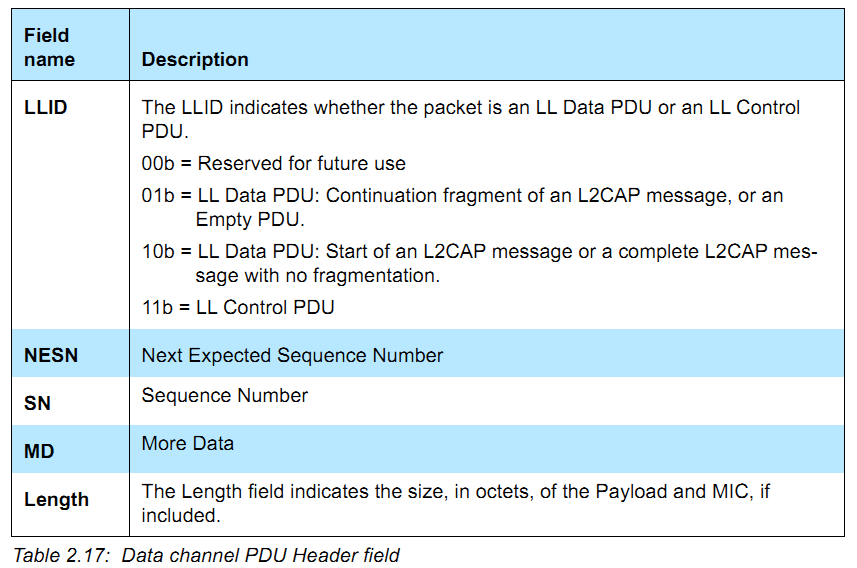 Field
name
Description
LLID
The LLID indicates whether the packet is an LL Data PDU or an LL Control
PDU.
00b = Reserved for future use
01b = LL Data PDU: Continuation fragment of an L2CAP message, or an
Empty PDU.
10b = LL Data PDU: Start of an L2CAP message or a complete L2CAP mes-
sage with no fragmentation.
11b = LL Control PDU
NESN
Next Expected Sequence Number
SN
Sequence Number
MD
More Data
Length
The Length field indicates the size, in octets, of the Payload and MIC, if
included.
Table 2.17: Data channel PDU Header field